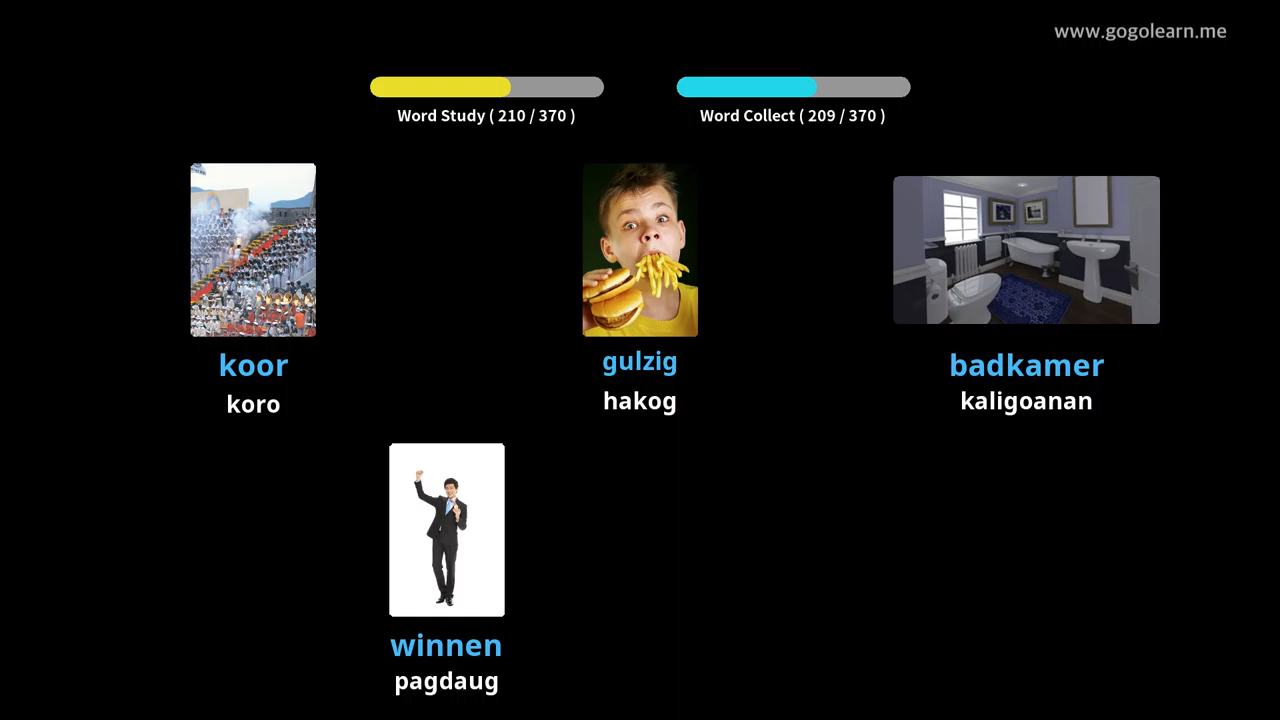 www.gogolearn.me
Word Study ( 210 / 370 )
Word Collect ( 209 / 370 )
koor
koro
gulzig
hakog
badkamer
kaligoanan
winnen
pagdaug